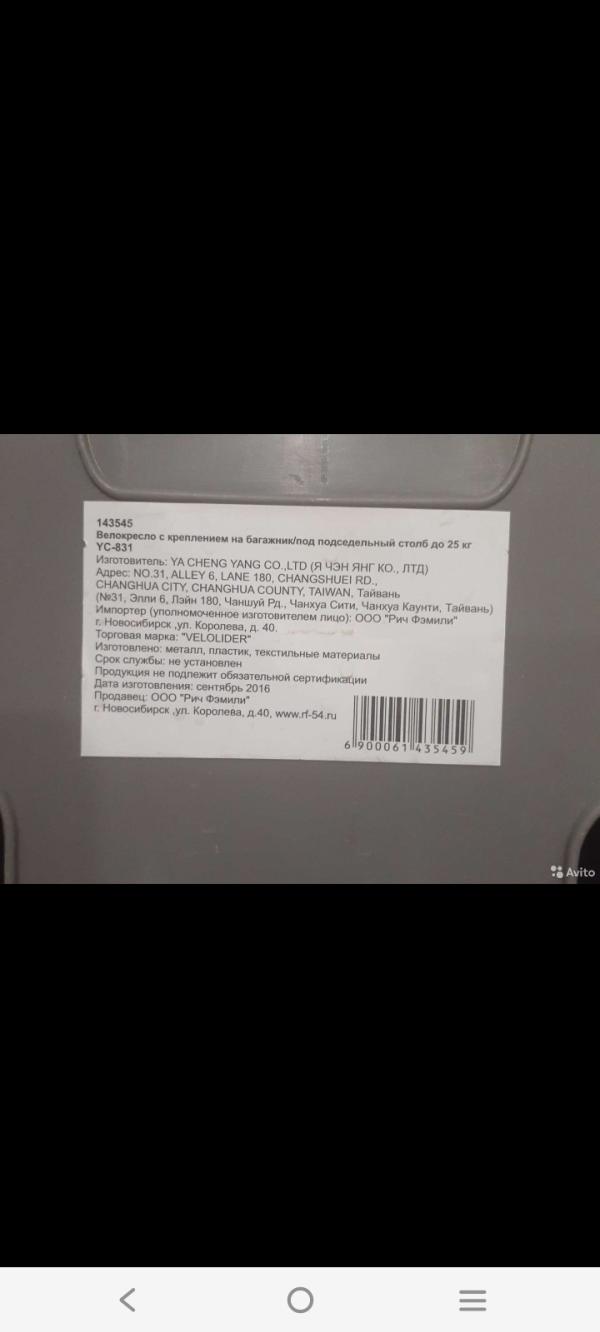 143545
Велокресло с креплением на багажник/под подседельный столб до 25 кг
YC-831
Изготовитель: YA CHENG YANG CO.,LTD (Я ЧЭН ЯНГ КО., ЛТД)
Адрес: NO.31, ALLEY 6, LANE 180, CHANGSHUEI RD.,
CHANGHUA CITY, CHANGHUA COUNTY, TAIWAN, Тайвань
(№31, Элли 6, Лэйн 180, Чаншуй Рд., Чанхуа Сити, Чанхуа Каунти, Тайвань)
Импортер (уполномоченное изготовителем лицо): ООО "Рич Фэмили"
г. Новосибирск ,ул. Королева, д. 40.
Торговая марка: "VELOLIDER"
Изготовлено: металл, пластик, текстильные материалы
Срок службы: не установлен
Продукция не подлежит обязательной сертификации
Дата изготовления: сентябрь 2016
Продавец: ООО "Рич Фэмили"
г. Новосибирск ,ул. Королева, д.40, www.rf-54.ru
6 900061 435459
Avito